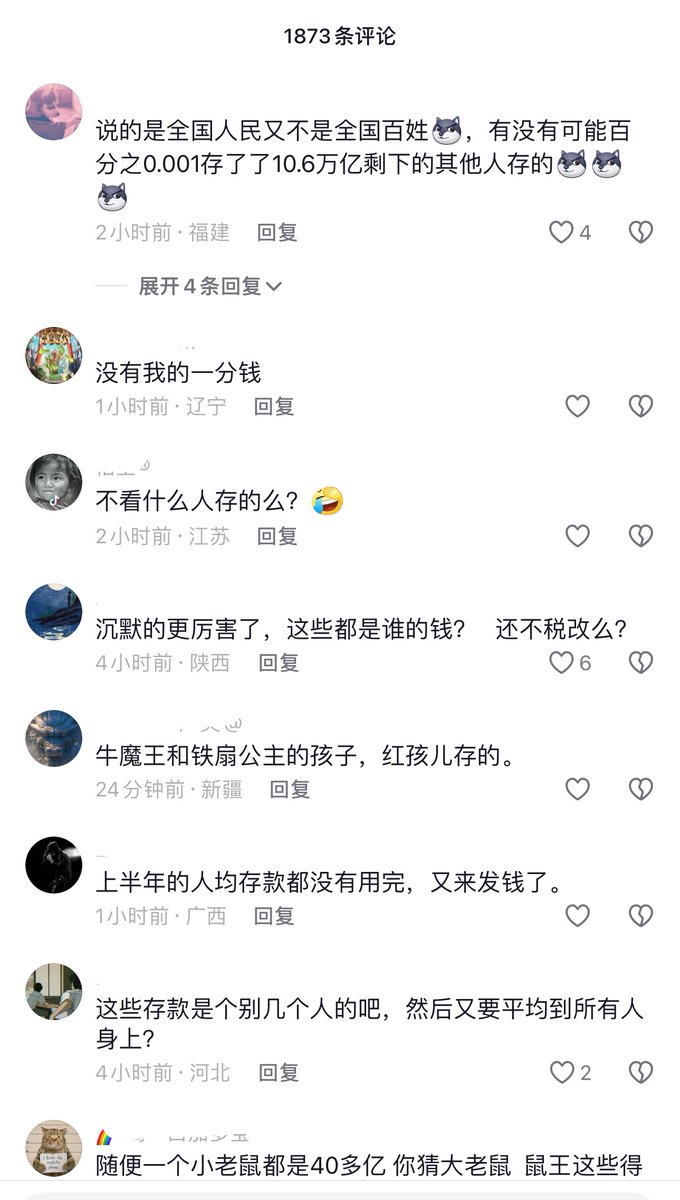 1873条评论
说的是全国人民又不是全国百姓，有没有可能百
分之0.001存了了10.6万亿剩下的其他人存的
2小时前·福建 回复
4
展开4条回复
没有我的一分钱
1小时前·辽宁 回复
不看什么人存的么？🤣
2小时前·江苏 回复
沉默的更厉害了，这些都是谁的钱？ 还不税改么？
4小时前·陕西 回复
6
牛魔王和铁扇公主的孩子，红孩儿存的。
24分钟前·新疆 回复
上半年的人均存款都没有用完，又来发钱了。
1小时前·广西 回复
这些存款是个别几个人的吧，然后又要平均到所有人
身上？
4小时前·河北 回复
2
随便一个小老鼠都是40多亿 你猜大老鼠 鼠王这些得